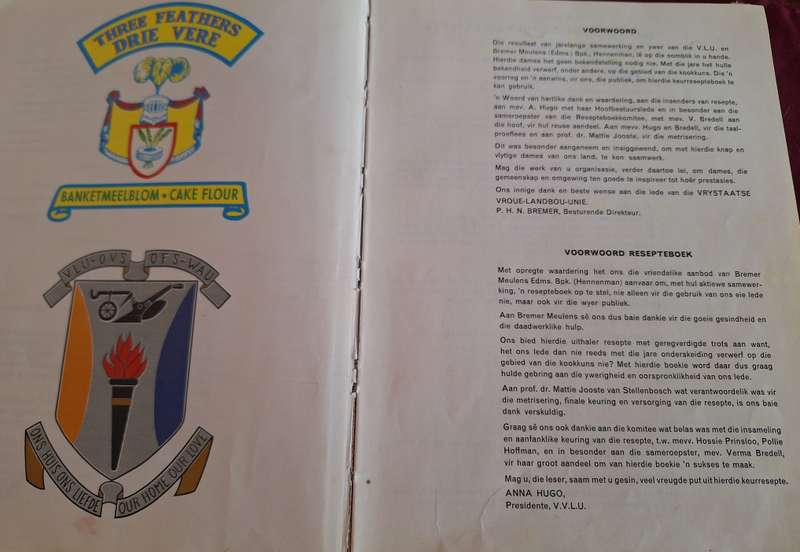 THREE FEATHERS
DRIE VERE
BANKETMEELBLOM • CAKE FLOUR
VLU-OVS OFS-WAU
ONS HUIS ONS LIEFDE
OUR HOME OUR LOVE
VOORWOORD
Die resultaat van jarelange samewerking en ywer van die V.L.U. en
Bremer Meulens (Edms) Bpk., Hennenman, lê op die oomblik in u hande.
Hierdie dames het geen bekendstelling nodig nie. Met die jare het hulle
bekendheid verwerf, onder andere, op die gebied van die kookkuns. Die 'n
voorreg en 'n aanwins, vir ons, die publiek, om hierdie keurresepteboek te
kan gebruik.
'n Woord van hartlike dank en waardering, aan die insenders van resepte,
aan mev. A. Hugo met haar Hoofbestuurslede en in besonder aan die
sameroepster van die Resepteboekkomitee, met mev. V. Bredell aan
die hoof, vir hul reuse aandeel. Aan mevv. Hugo en Bredell, vir die taal-
proeflees en aan prof. dr. Mattie Jooste, vir die metrisering.
Dit was besonder aangenaam en insiggewend, om met hierdie knap en
vlytige dames van ons land, te kon saamwerk.
Mag die werk van u organisasie, verder daartoe lei, om dames, die
gemeenskap en omgewing ten goede te inspireer tot hoër prestasies.
Ons innige dank en beste wense aan die lede van die VRYSTAATSE
VROUE-LANDBOU-UNIE.
P. H. N. BREMER, Besturende Direkteur.
VOORWOORD RESEPTEBOEK
Met opregte waardering het ons die vriendelike aanbod van Bremer
Meulens Edms. Bpk. (Hennenman) aanvaar om, met hul aktiewe samewer-
king, 'n resepteboek op te stel, nie alleen vir die gebruik van ons eie lede
nie, maar ook vir die wyer publiek.
Aan Bremer Meulens sê ons dus baie dankie vir die goeie gesindheid en
die daadwerklike hulp.
Ons bied hierdie uithaler resepte met geregverdigde trots aan want,
het ons lede dan nie reeds met die jare onderskeiding verwerf op die
gebied van die kookkuns nie? Met hierdie boekie word daar dus graag
hulde gebring aan die ywerigheid en oorspronklikheid van ons lede.
Aan prof. dr. Mattie Jooste van Stellenbosch wat verantwoordelik was vir
die metrisering, finale keuring en versorging van die resepte, is ons baie
dank verskuldig.
Graag sê ons ook dankie aan die komitee wat belas was met die insameling
en aanfanklike keuring van die resepte, t.w. mevv. Hossie Prinsloo, Pollie
Hoffman, en in besonder aan die sameroepster, mev. Verma Bredell,
vir haar groot aandeel om van hierdie boekie 'n sukses te maak.
Mag u, die leser, saam met u gesin, veel vreugde put uit hierdie keurresepte.
ANNA HUGO,
Presidente, V.V.L.U.